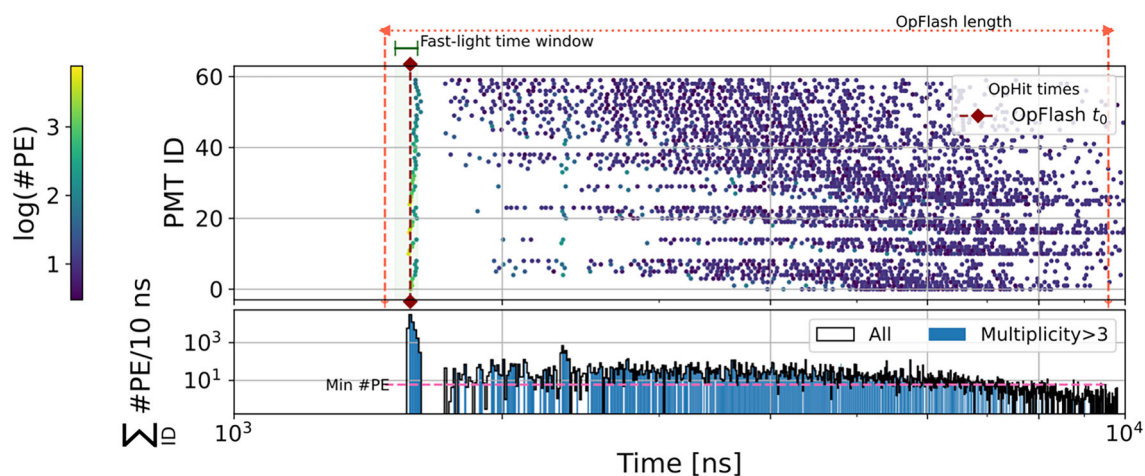 OpFlash length
Fast-light time window
log(#PE)
3
2
1
PMT ID
60
40
20
0
OpHit times
OpFlash t₀
∑ ID #PE/10 ns
10³
10¹
Min #PE
All
Multiplicity>3
10³
10⁴
Time [ns]